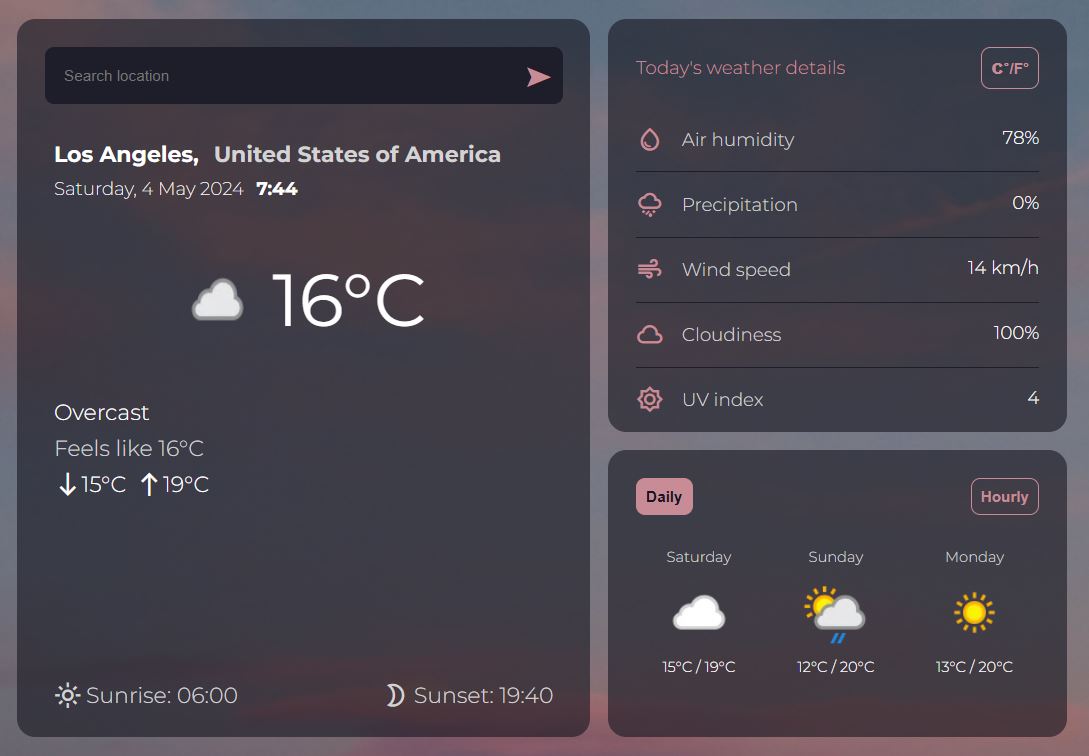 Search location
Los Angeles, United States of America
Saturday, 4 May 2024 7:44
16°C
Overcast
Feels like 16°C
↓15°C ↑19°C
Sunrise: 06:00 Sunset: 19:40
Today's weather details C°/F°
Air humidity 78%
Precipitation 0%
Wind speed 14 km/h
Cloudiness 100%
UV index 4
Daily Hourly
Saturday Sunday Monday
15°C / 19°C 12°C / 20°C 13°C / 20°C